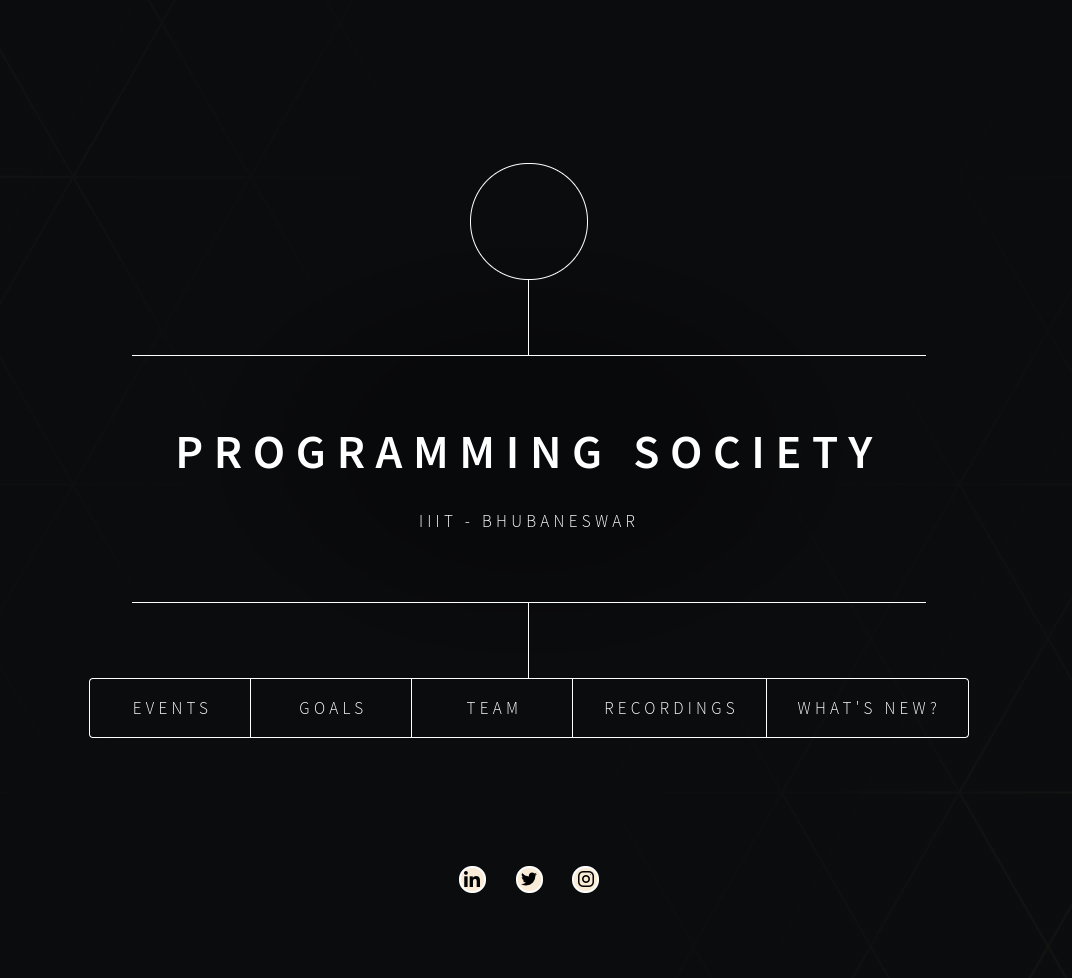 PROGRAMMING SOCIETY
IIIT - BHUBANESWAR
EVENTS GOALS TEAM RECORDINGS WHAT'S NEW?